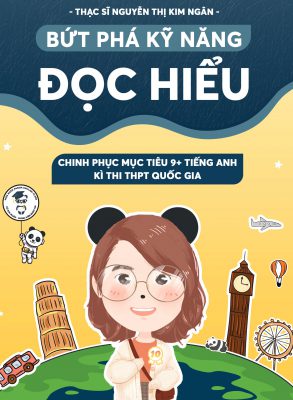 - THẠC SĨ NGUYỄN THỊ KIM NGÂN -
BỨT PHÁ KỸ NĂNG
ĐỌC HIỂU
CHINH PHỤC MỤC TIÊU 9+ TIẾNG ANH
KÌ THI THPT QUỐC GIA
10